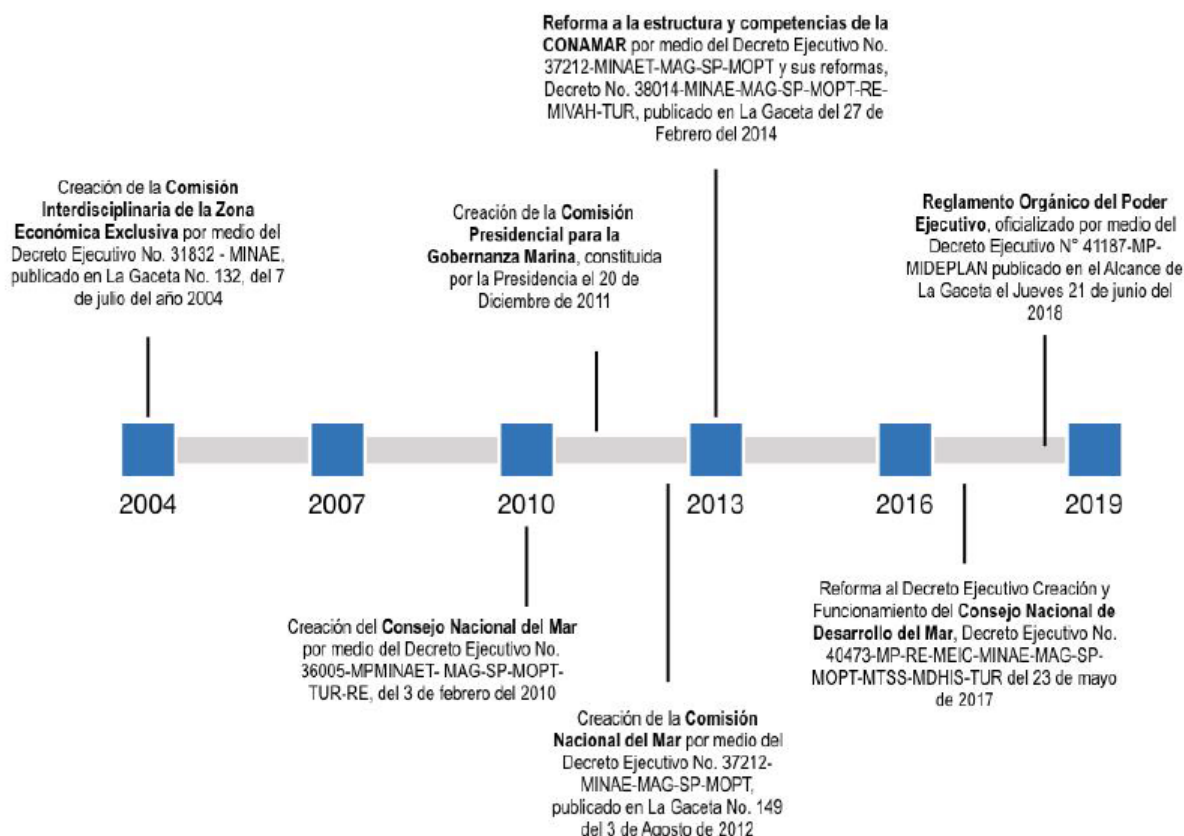 Reforma a la estructura y competencias de la
CONAMAR por medio del Decreto Ejecutivo No.
37212-MINAET-MAG-SP-MOPT y sus reformas,
Decreto No. 38014-MINAE-MAG-SP-MOPT-RE-
MIVAH-TUR, publicado en La Gaceta del 27 de
Febrero del 2014
Creación de la Comisión
Interdisciplinaria de la Zona
Económica Exclusiva por medio del
Decreto Ejecutivo No. 31832 - MINAE,
publicado en La Gaceta No. 132, del 7
de julio del año 2004
Creación de la Comisión
Presidencial para la
Gobernanza Marina, constituida
por la Presidencia el 20 de
Diciembre de 2011
Reglamento Orgánico del Poder
Ejecutivo, oficializado por medio del
Decreto Ejecutivo N° 41187-MP-
MIDEPLAN publicado en el Alcance de
La Gaceta el Jueves 21 de junio del
2018
2004
2007
2010
2013
2016
2019
Creación del Consejo Nacional del Mar
por medio del Decreto Ejecutivo No.
36005-MPMINAET- MAG-SP-MOPT-
TUR-RE, del 3 de febrero del 2010
Creación de la Comisión
Nacional del Mar por medio del
Decreto Ejecutivo No. 37212-
MINAE-MAG-SP-MOPT,
publicado en La Gaceta No. 149
del 3 de Agosto de 2012
Reforma al Decreto Ejecutivo Creación y
Funcionamiento del Consejo Nacional de
Desarrollo del Mar, Decreto Ejecutivo No.
40473-MP-RE-MEIC-MINAE-MAG-SP-
MOPT-MTSS-MDHIS-TUR del 23 de mayo
de 2017